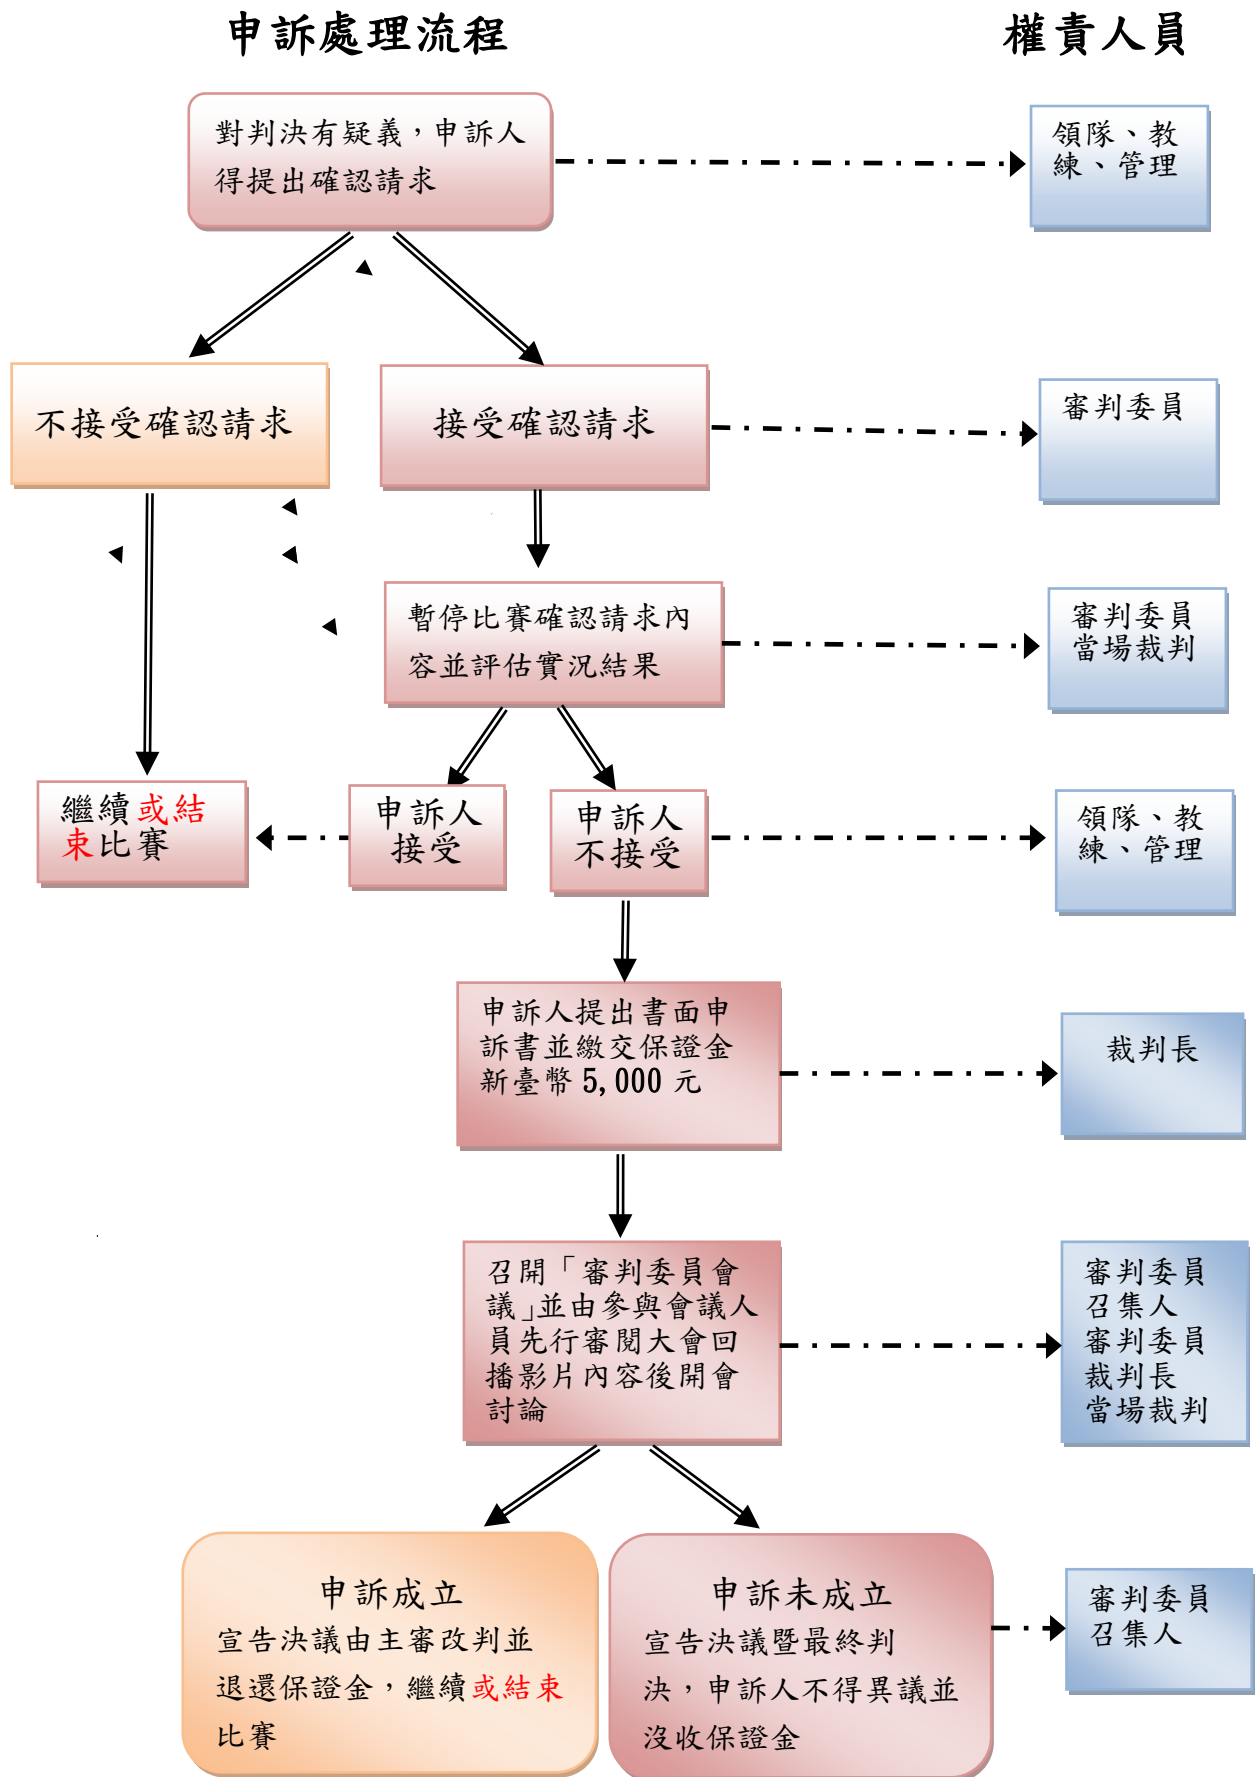 申訴處理流程
權責人員
對判決有疑義，申訴人
得提出確認請求
領隊、教
練、管理
不接受確認請求
接受確認請求
審判委員
暫停比賽確認請求內
容並評估實況結果
審判委員
當場裁判
繼續或結
束比賽
申訴人
接受
申訴人
不接受
領隊、教
練、管理
申訴人提出書面申
訴書並繳交保證金
新臺幣 5,000 元
裁判長
召開「審判委員會
議」並由參與會議人
員先行審閱大會回
播影片內容後開會
討論
審判委員
召集人
審判委員
裁判長
當場裁判
申訴成立
宣告決議由主審改判並
退還保證金，繼續或結束
比賽
申訴未成立
宣告決議暨最終判
決，申訴人不得異議並
沒收保證金
審判委員
召集人